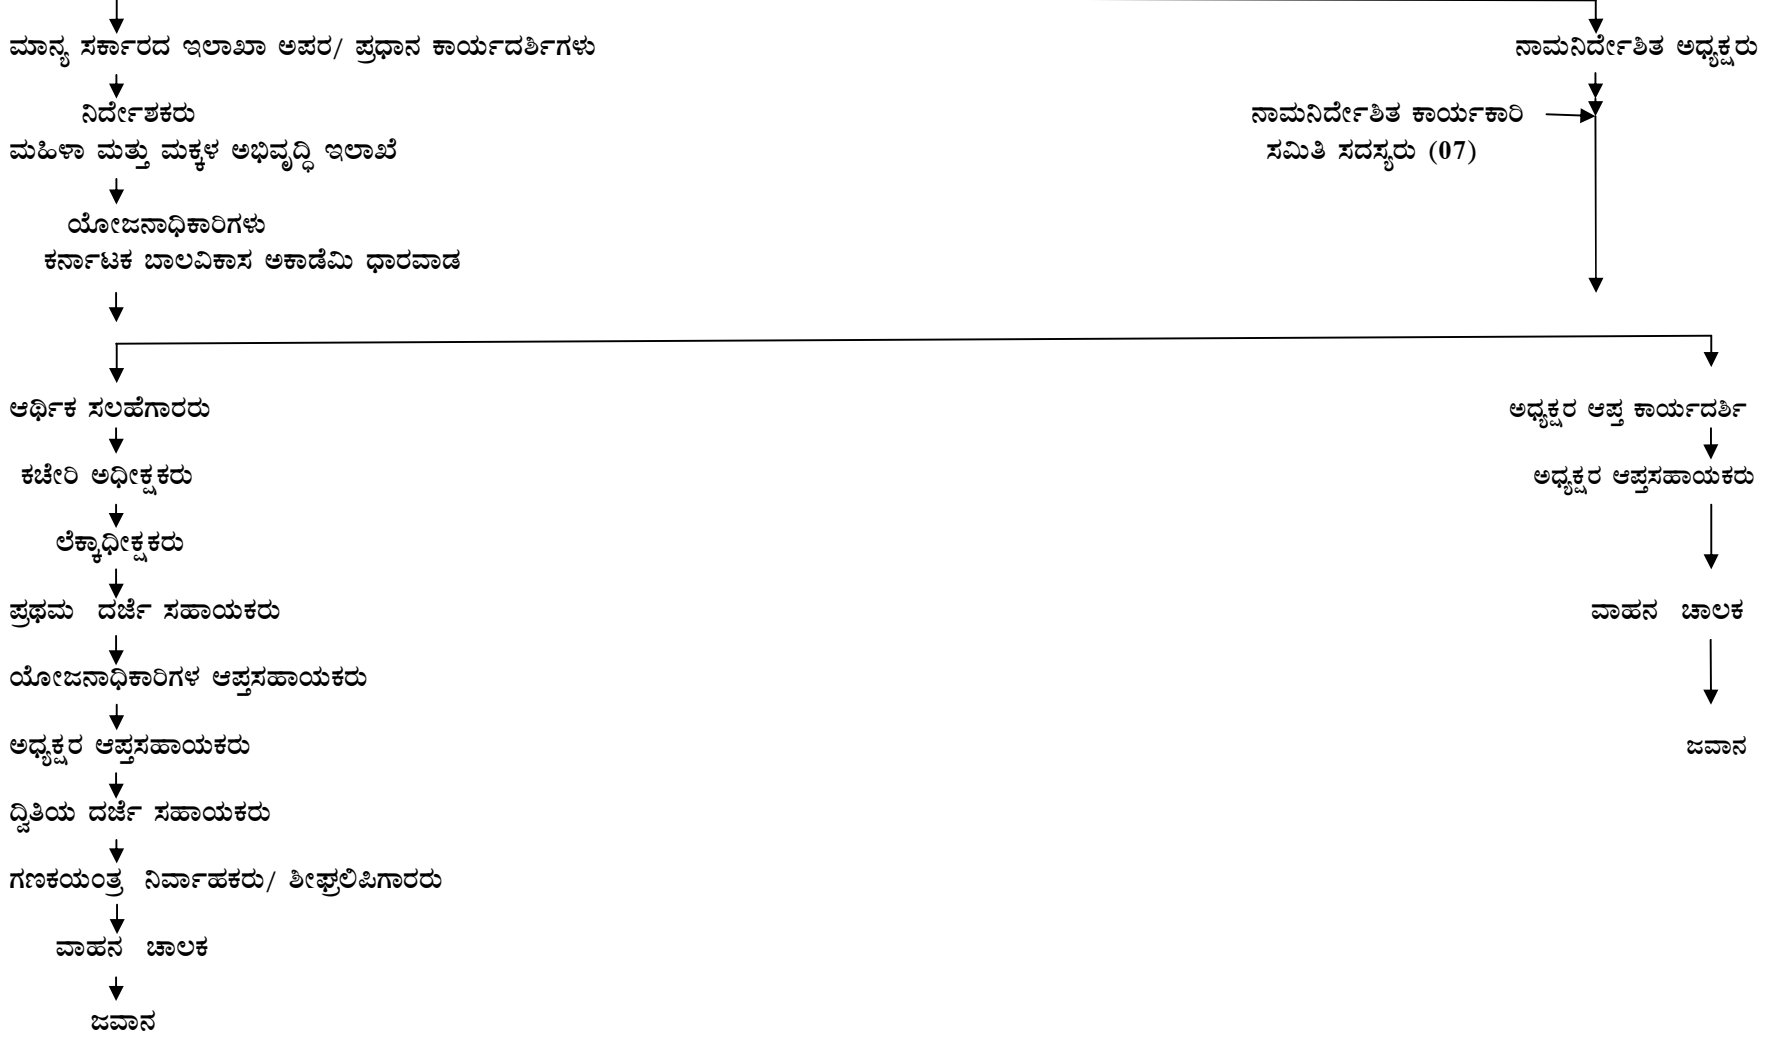 ಮಾನ್ಯ ಸರ್ಕಾರದ ಇಲಾಖಾ ಅಪರ/ ಪ್ರಧಾನ ಕಾರ್ಯದರ್ಶಿಗಳು
ನಾಮನಿರ್ದೇಶಿತ ಅಧ್ಯಕ್ಷರು
ನಿರ್ದೇಶಕರು
ನಾಮನಿರ್ದೇಶಿತ ಕಾರ್ಯಕಾರಿ
ಮಹಿಳಾ ಮತ್ತು ಮಕ್ಕಳ ಅಭಿವೃದ್ಧಿ ಇಲಾಖೆ
ಸಮಿತಿ ಸದಸ್ಯರು (07)
ಯೋಜನಾಧಿಕಾರಿಗಳು
ಕರ್ನಾಟಕ ಬಾಲವಿಕಾಸ ಅಕಾಡೆಮಿ ಧಾರವಾಡ
ಆರ್ಥಿಕ ಸಲಹೆಗಾರರು
ಅಧ್ಯಕ್ಷರ ಆಪ್ತ ಕಾರ್ಯದರ್ಶಿ
ಕಚೇರಿ ಅಧೀಕ್ಷಕರು
ಅಧ್ಯಕ್ಷರ ಆಪ್ತಸಹಾಯಕರು
ಲೆಕ್ಕಾಧೀಕ್ಷಕರು
ಪ್ರಥಮ ದರ್ಜೆ ಸಹಾಯಕರು
ವಾಹನ ಚಾಲಕ
ಯೋಜನಾಧಿಕಾರಿಗಳ ಆಪ್ತಸಹಾಯಕರು
ಅಧ್ಯಕ್ಷರ ಆಪ್ತಸಹಾಯಕರು
ಜವಾನ
ದ್ವಿತಿಯ ದರ್ಜೆ ಸಹಾಯಕರು
ಗಣಕಯಂತ್ರ ನಿರ್ವಾಹಕರು/ ಶೀಘ್ರಲಿಪಿಗಾರರು
ವಾಹನ ಚಾಲಕ
ಜವಾನ